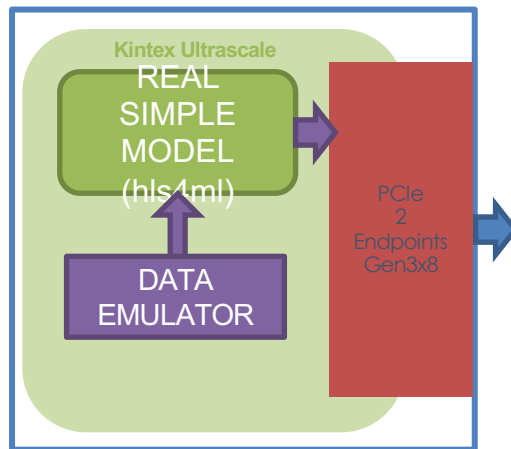 Kintex Ultrascale
REAL
SIMPLE
MODEL
(hls4ml)
DATA
EMULATOR
PCIe
2
Endpoints
Gen3x8